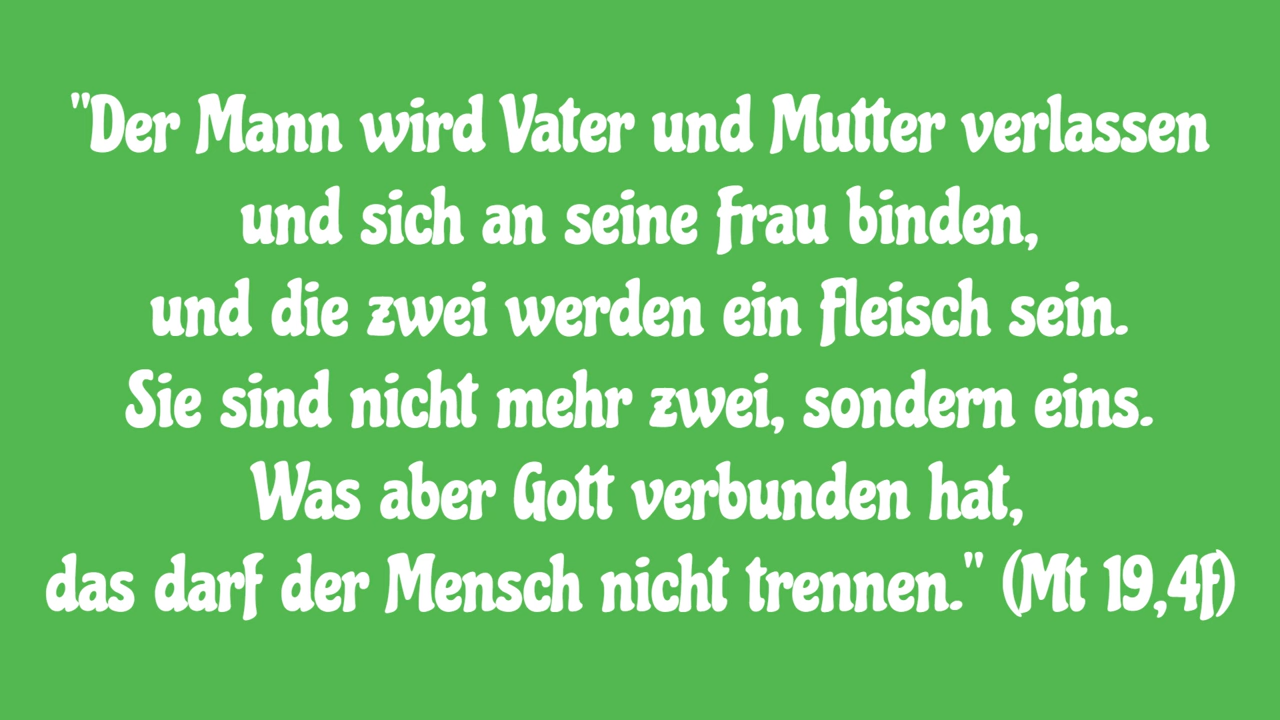 "Der Mann wird Vater und Mutter verlassen
und sich an seine Frau binden,
und die zwei werden ein Fleisch sein.
Sie sind nicht mehr zwei, sondern eins.
Was aber Gott verbunden hat,
das darf der Mensch nicht trennen." (Mt 19,4f)